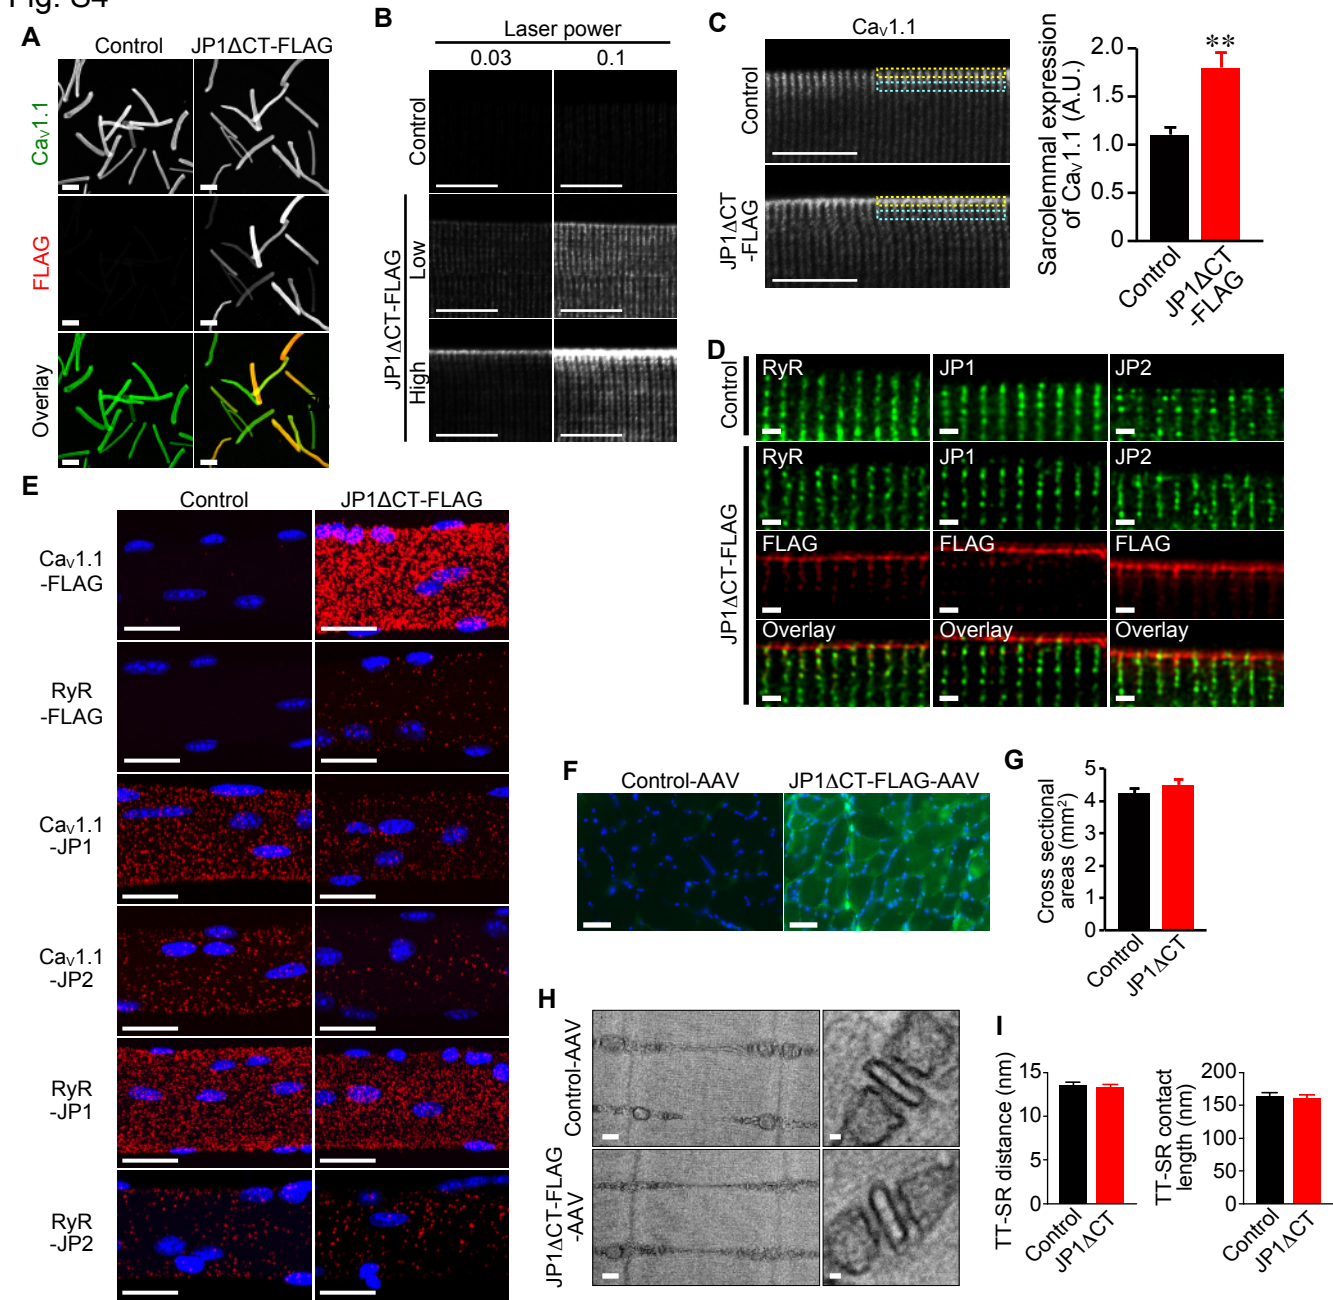 Fig. S4
A
Control
JP1ΔCT-FLAG
CaV1.1
FLAG
Overlay
B
Laser power
0.03
0.1
Control
JP1ΔCT-FLAG
Low
High
C
CaV1.1
Control
JP1ΔCT
-FLAG
Sarcolemmal expression
of CaV1.1 (A.U.)
2.0
1.5
1.0
0.5
0
**
Control
JP1ΔCT
-FLAG
D
Control
RyR
JP1
JP2
JP1ΔCT-FLAG
RyR
JP1
JP2
FLAG
FLAG
FLAG
Overlay
Overlay
Overlay
E
Control
JP1ΔCT-FLAG
CaV1.1
-FLAG
RyR
-FLAG
CaV1.1
-JP1
CaV1.1
-JP2
RyR
-JP1
RyR
-JP2
F
Control-AAV
JP1ΔCT-FLAG-AAV
G
Cross sectional
areas (mm²)
5
4
3
2
1
0
Control
JP1ΔCT
H
Control-AAV
JP1ΔCT-FLAG
-AAV
I
TT-SR distance (nm)
15
10
5
0
Control
JP1ΔCT
TT-SR contact
length (nm)
200
150
100
50
0
Control
JP1ΔCT